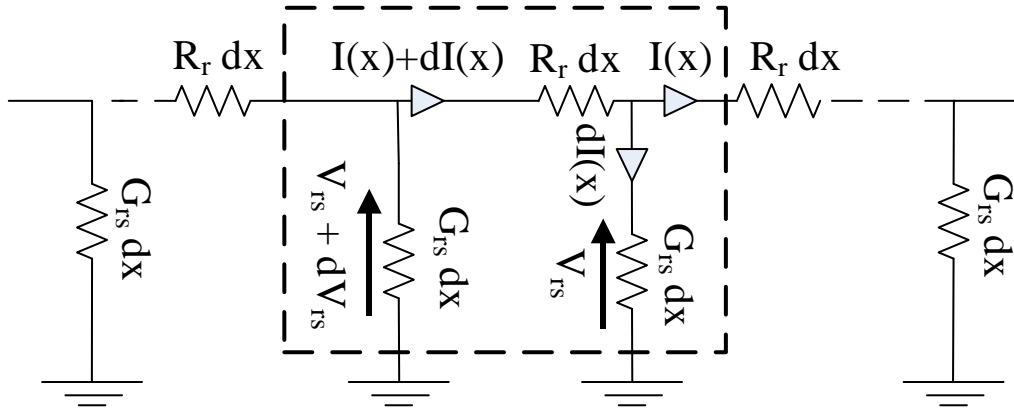 R_r dx
I(x)+dI(x)
R_r dx
I(x)
R_r dx
G_rs dx
V_rs + dV_rs
G_rs dx
dI(x)
V_rs
G_rs dx
G_rs dx